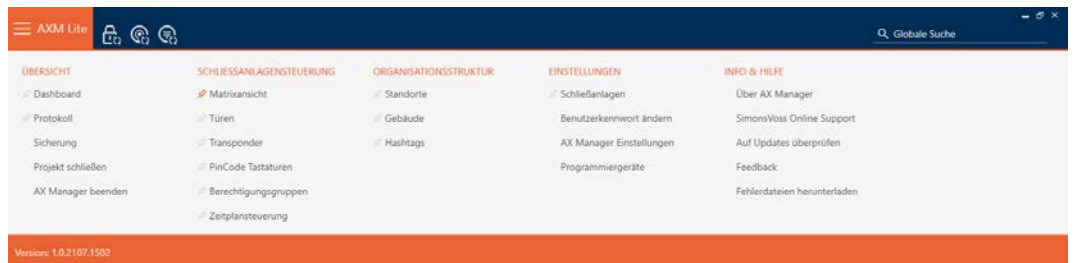 AXM Lite
Globale Suche
ÜBERSICHT
Dashboard
Protokoll
Sicherung
Projekt schließen
AX Manager beenden
SCHLIESSANLAGENSTEUERUNG
Matrixansicht
Türen
Transponder
PinCode Tastaturen
Berechtigungsgruppen
Zeitplansteuerung
ORGANISATIONSSTRUKTUR
Standorte
Gebäude
Hashtags
EINSTELLUNGEN
Schließanlagen
Benutzerkennwort ändern
AX Manager Einstellungen
Programmiergeräte
INFO & HILFE
Über AX Manager
SimonsVoss Online Support
Auf Updates überprüfen
Feedback
Fehlerdateien herunterladen
Version: 1.0.2107.1502